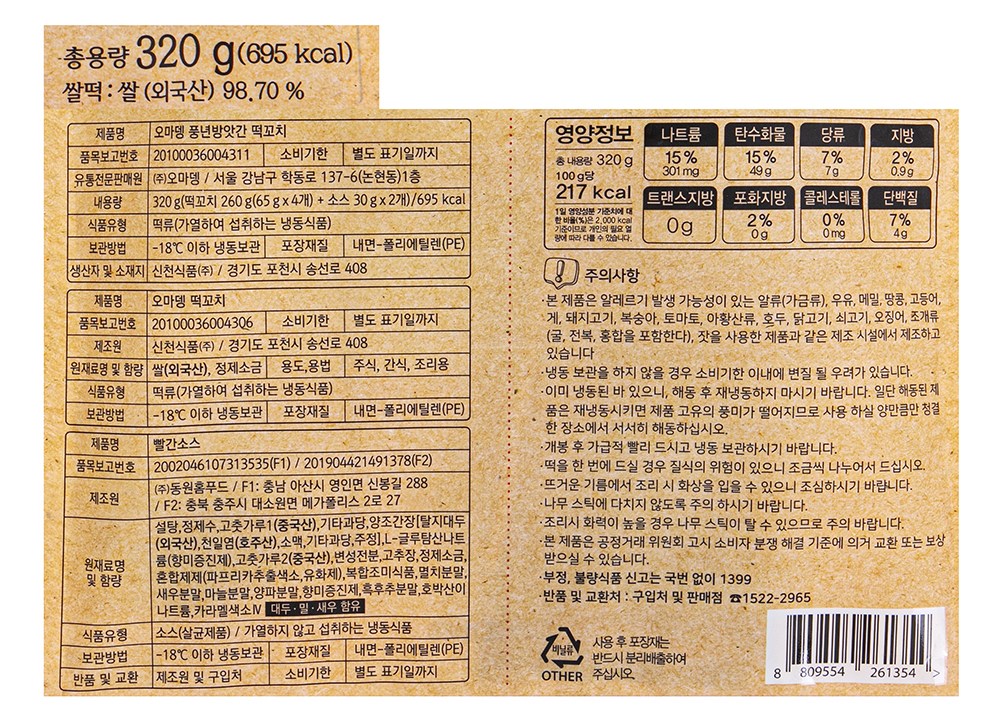 총용량 320 g(695 kcal)
쌀떡 : 쌀 (외국산) 98.70 %
제품명 오마뎅 풍년방앗간 떡꼬치
품목보고번호 20100036004311 소비기한 별도 표기일까지
유통전문판매원 ㈜오마뎅 / 서울 강남구 학동로 137-6(논현동)1층
내용량 320 g(떡꼬치 260 g(65 g x 4개) + 소스 30 g x 2개)/695 kcal
식품유형 떡류(가열하여 섭취하는 냉동식품)
보관방법 -18℃ 이하 냉동보관 포장재질 내면-폴리에틸렌(PE)
생산자 및 소재지 신천식품㈜ / 경기도 포천시 송선로 408
제품명 오마뎅 떡꼬치
품목보고번호 20100036004306 소비기한 별도 표기일까지
제조원 신천식품㈜ / 경기도 포천시 송선로 408
원재료명 및 함량 쌀(외국산), 정제소금 용도,용법 주식, 간식, 조리용
식품유형 떡류(가열하여 섭취하는 냉동식품)
보관방법 -18℃ 이하 냉동보관 포장재질 내면-폴리에틸렌(PE)
제품명 빨간소스
품목보고번호 2002046107313535(F1) / 201904421491378(F2)
제조원 ㈜동원홈푸드 / F1: 충남 아산시 영인면 신봉길 288
/ F2: 충북 충주시 대소원면 메가폴리스 2로 27
원재료명 및 함량 설탕,정제수,고춧가루1(중국산),기타과당,양조간장[탈지대두
(외국산),천일염(호주산),소맥,기타과당,주정],L-글루탐산나트
륨(향미증진제),고춧가루2(중국산),변성전분,고추장,정제소금,
혼합제제(파프리카추출색소,유화제),복합조미식품,멸치분말,
새우분말,마늘분말,양파분말,향미증진제,흑후추분말,호박산이
나트륨,카라멜색소Ⅳ 대두·밀·새우 함유
식품유형 소스(살균제품) / 가열하지 않고 섭취하는 냉동식품
보관방법 -18℃ 이하 냉동보관 포장재질 내면-폴리에틸렌(PE)
반품 및 교환 제조원 및 구입처 소비기한 별도 표기일까지
영양정보
총 내용량 320 g
100 g당
217 kcal
1일 영양성분 기준치에 대
한 비율(%)은 2,000 kcal
기준이므로 개인의 필요 열
량에 따라 다를 수 있습니다.
나트륨 탄수화물 당류 지방
15% 15% 7% 2%
301 mg 49 g 7 g 0.9 g
트랜스지방 포화지방 콜레스테롤 단백질
0g 2% 0% 7%
0 g 0 mg 4 g
주의사항
·본 제품은 알레르기 발생 가능성이 있는 알류(가금류), 우유, 메밀, 땅콩, 고등어,
게, 돼지고기, 복숭아, 토마토, 아황산류, 호두, 닭고기, 쇠고기, 오징어, 조개류
(굴, 전복, 홍합을 포함한다), 잣을 사용한 제품과 같은 제조 시설에서 제조하고
있습니다
·냉동 보관을 하지 않을 경우 소비기한 이내에 변질 될 우려가 있습니다.
·이미 냉동된 바 있으니, 해동 후 재냉동하지 마시기 바랍니다. 일단 해동된 제
품은 재냉동시키면 제품 고유의 풍미가 떨어지므로 사용 하실 양만큼만 청결
한 장소에서 서서히 해동하십시오.
·개봉 후 가급적 빨리 드시고 냉동 보관하시기 바랍니다.
·떡을 한 번에 드실 경우 질식의 위험이 있으니 조금씩 나누어서 드십시오.
·뜨거운 기름에서 조리 시 화상을 입을 수 있으니 조심하시기 바랍니다.
·나무 스틱에 다치지 않도록 주의 하시기 바랍니다.
·조리시 화력이 높을 경우 나무 스틱이 탈 수 있으므로 주의 바랍니다.
·본 제품은 공정거래 위원회 고시 소비자 분쟁 해결 기준에 의거 교환 또는 보상
받으실 수 있습니다.
·부정, 불량식품 신고는 국번 없이 1399
·반품 및 교환처 : 구입처 및 판매점 ☎1522-2965
비닐류
OTHER
사용 후 포장재는
반드시 분리배출하여
주십시오.
8 809554 261354 >